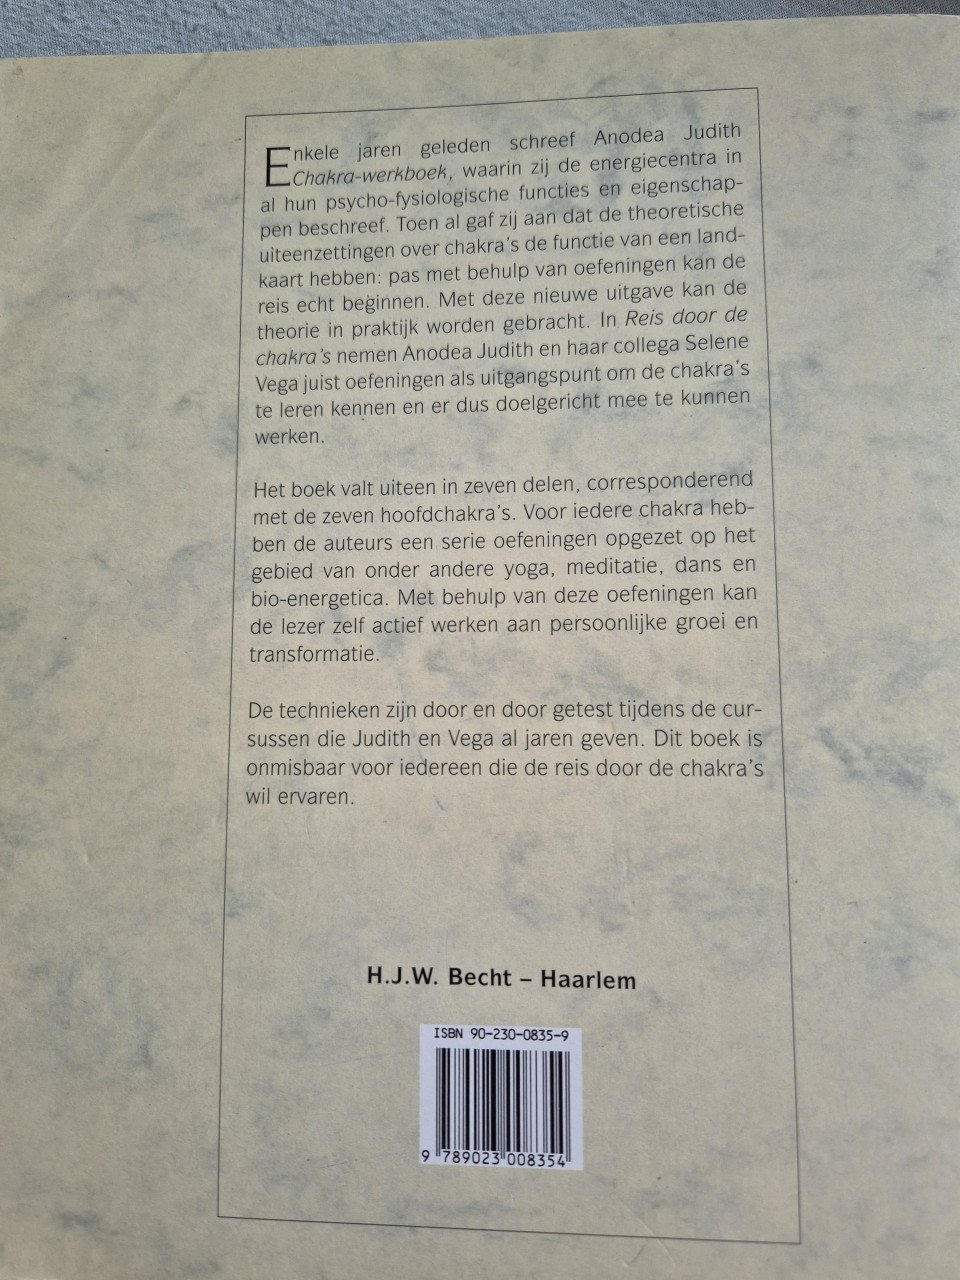 Enkele jaren geleden schreef Anodea Judith
Chakra-werkboek, waarin zij de energiecentra in
al hun psycho-fysiologische functies en eigenschap-
pen beschreef. Toen al gaf zij aan dat de theoretische
uiteenzettingen over chakra's de functie van een land-
kaart hebben: pas met behulp van oefeningen kan de
reis echt beginnen. Met deze nieuwe uitgave kan de
theorie in praktijk worden gebracht. In Reis door de
chakra's nemen Anodea Judith en haar collega Selene
Vega juist oefeningen als uitgangspunt om de chakra's
te leren kennen en er dus doelgericht mee te kunnen
werken.
Het boek valt uiteen in zeven delen, corresponderend
met de zeven hoofdchakra's. Voor iedere chakra heb-
ben de auteurs een serie oefeningen opgezet op het
gebied van onder andere yoga, meditatie, dans en
bio-energetica. Met behulp van deze oefeningen kan
de lezer zelf actief werken aan persoonlijke groei en
transformatie.
De technieken zijn door en door getest tijdens de cur-
sussen die Judith en Vega al jaren geven. Dit boek is
onmisbaar voor iedereen die de reis door de chakra's
wil ervaren.
H.J.W. Becht – Haarlem
ISBN 90-230-0835-9
9 789023 008354